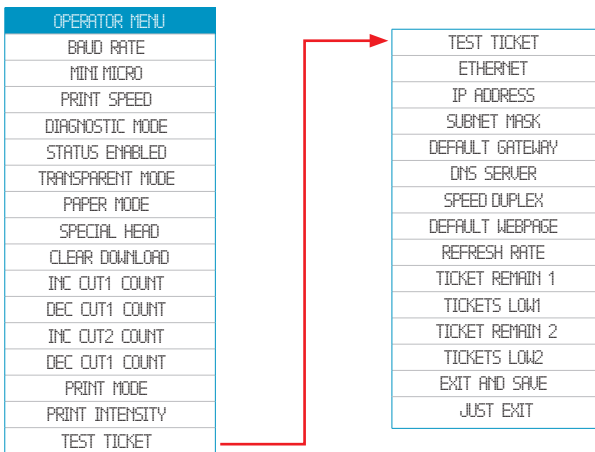 OPERATOR MENU
BAUD RATE
MINI MICRO
PRINT SPEED
DIAGNOSTIC MODE
STATUS ENABLED
TRANSPARENT MODE
PAPER MODE
SPECIAL HEAD
CLEAR DOWNLOAD
INC CUT1 COUNT
DEC CUT1 COUNT
INC CUT2 COUNT
DEC CUT1 COUNT
PRINT MODE
PRINT INTENSITY
TEST TICKET
TEST TICKET
ETHERNET
IP ADDRESS
SUBNET MASK
DEFAULT GATEWAY
DNS SERVER
SPEED DUPLEX
DEFAULT WEBPAGE
REFRESH RATE
TICKET REMAIN 1
TICKETS LOW1
TICKET REMAIN 2
TICKETS LOW2
EXIT AND SAVE
JUST EXIT